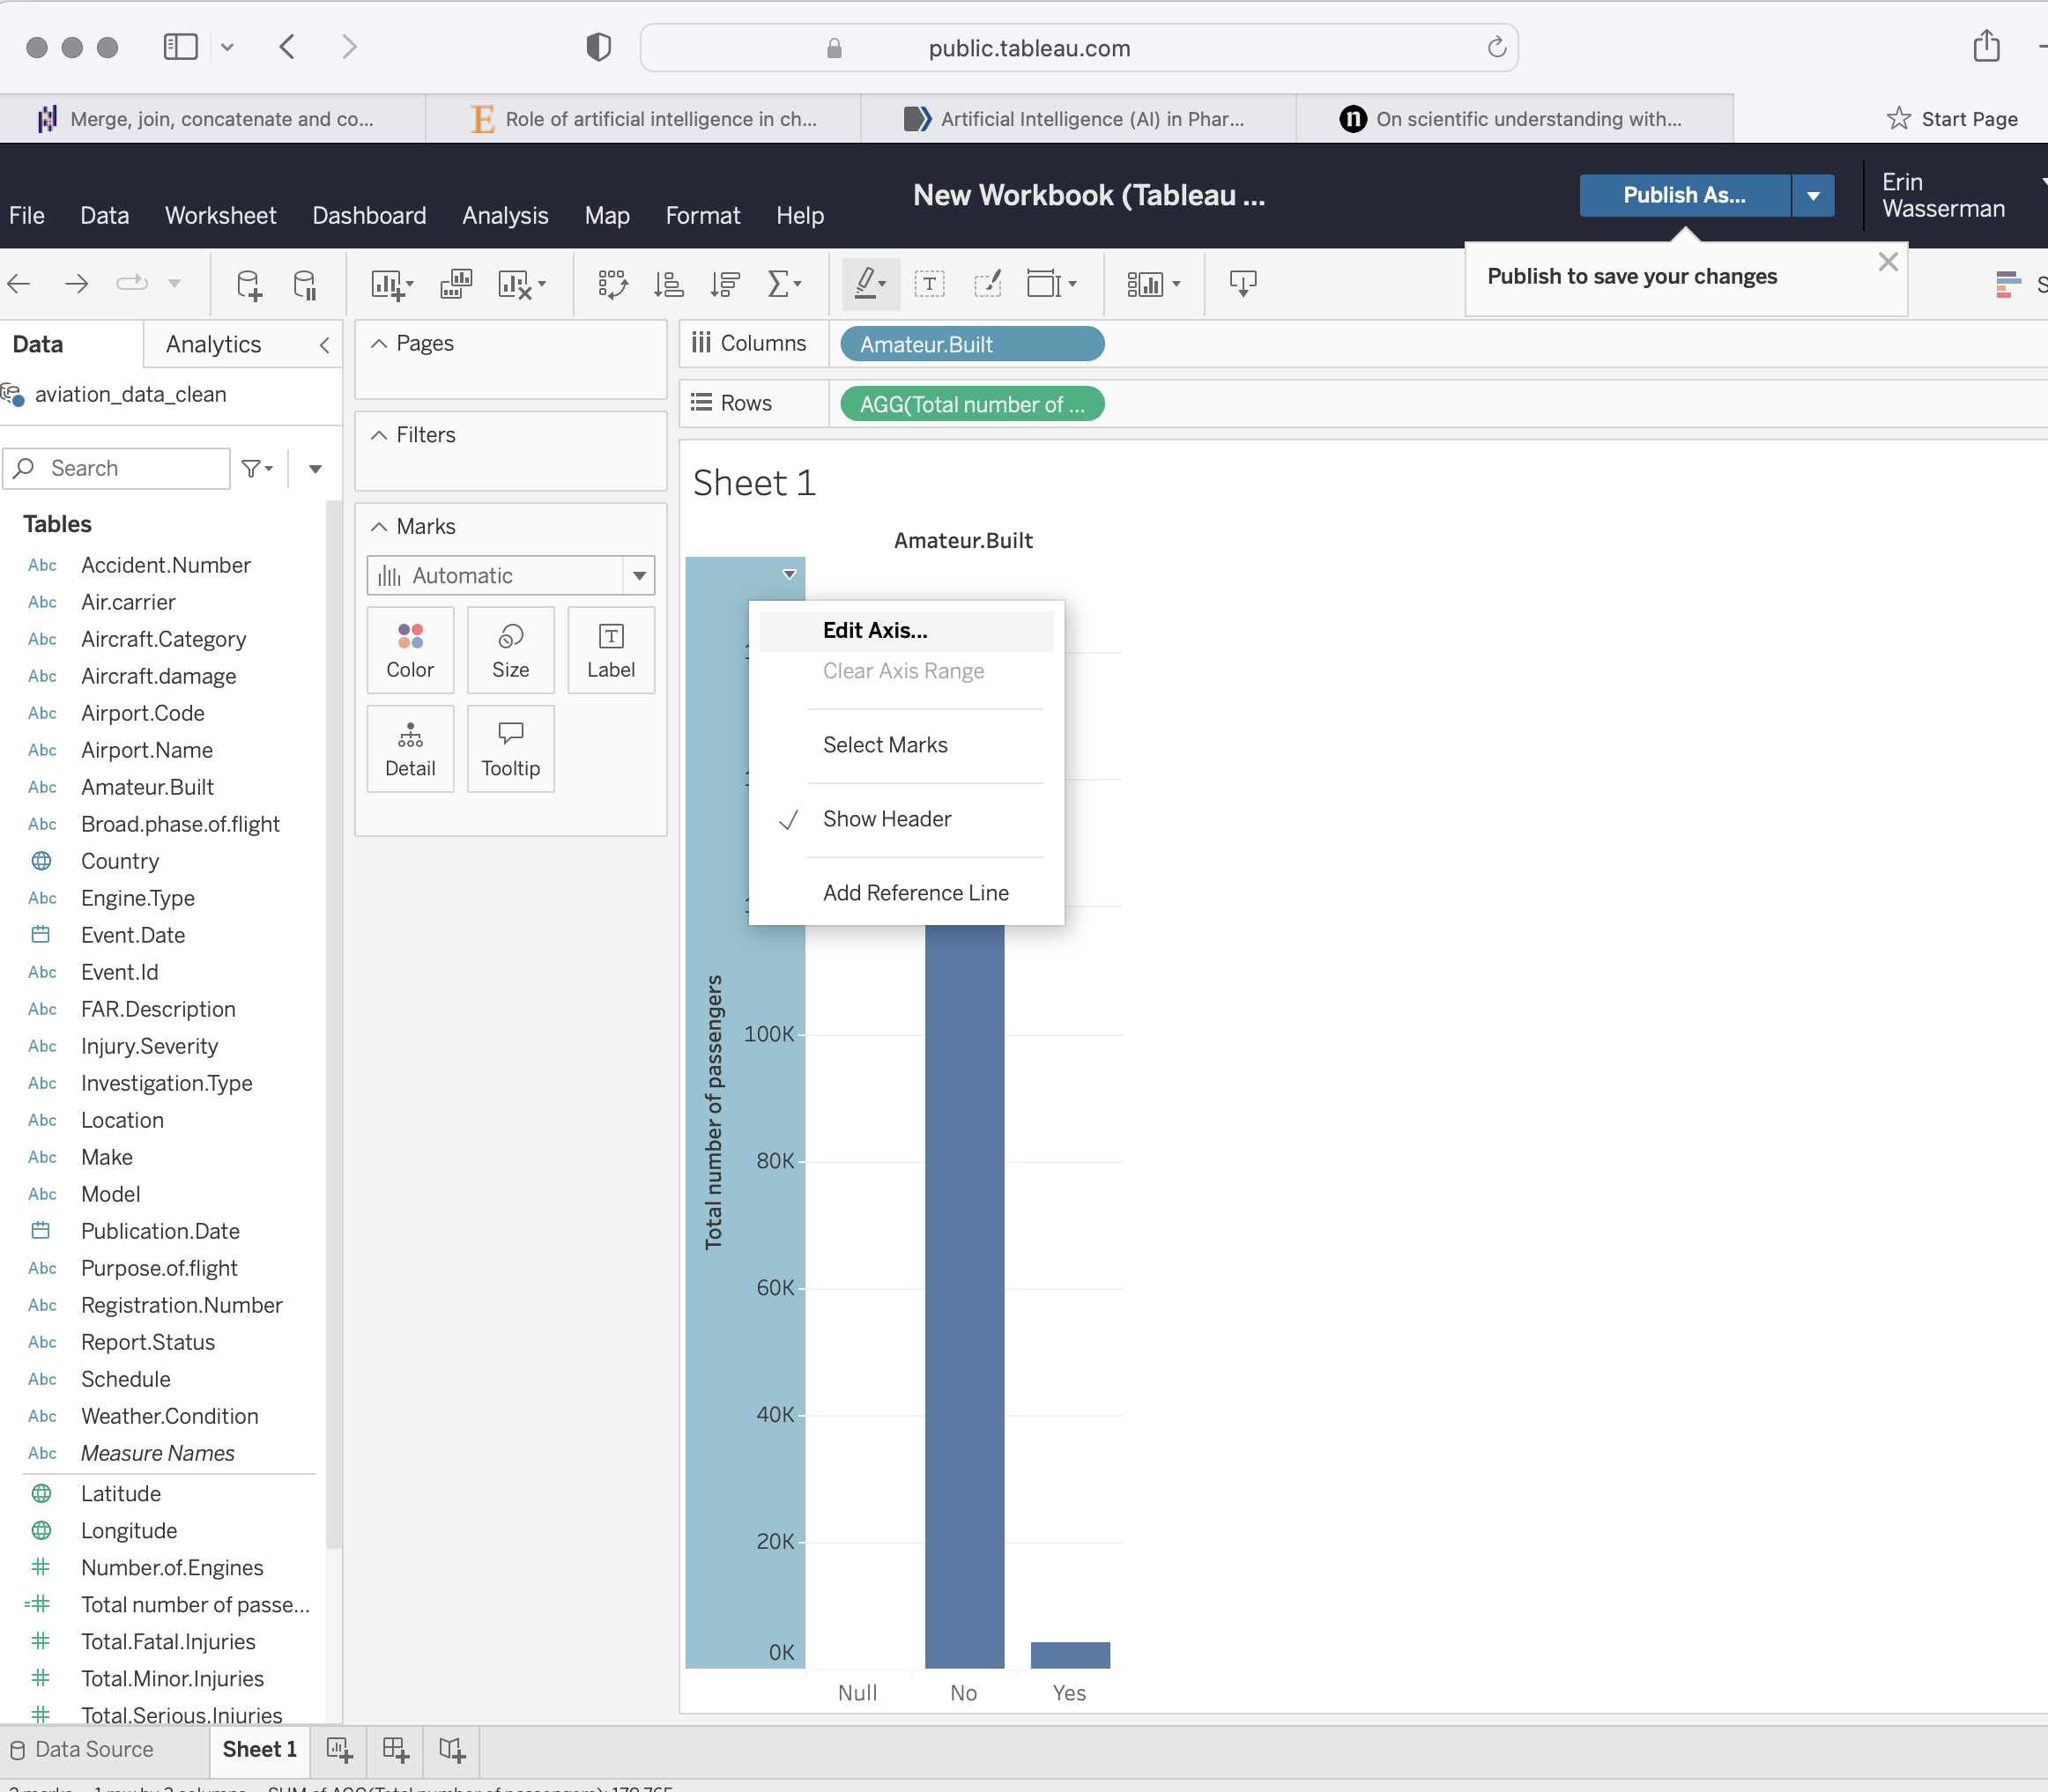 public.tableau.com
Merge, join, concatenate and co...
Role of artificial intelligence in ch...
Artificial Intelligence (AI) in Phar...
On scientific understanding with...
Start Page
File Data Worksheet Dashboard Analysis Map Format Help
New Workbook (Tableau ...
Publish As...
Erin
Wasserman
Publish to save your changes
Data
Analytics
aviation_data_clean
Search
Tables
Abc Accident.Number
Abc Air.carrier
Abc Aircraft.Category
Abc Aircraft.damage
Abc Airport.Code
Abc Airport.Name
Abc Amateur.Built
Abc Broad.phase.of.flight
Country
Abc Engine.Type
Event.Date
Abc Event.Id
Abc FAR.Description
Abc Injury.Severity
Abc Investigation.Type
Abc Location
Abc Make
Abc Model
Publication.Date
Abc Purpose.of.flight
Abc Registration.Number
Abc Report.Status
Abc Schedule
Abc Weather.Condition
Abc Measure Names
Latitude
Longitude
Number.of.Engines
Total number of passe...
Total.Fatal.Injuries
Total.Minor.Injuries
Total.Serious.Injuries
Pages
Filters
Marks
Automatic
Color
Size
Label
Detail
Tooltip
Columns
Amateur.Built
Rows
AGG(Total number of ...
Sheet 1
Amateur.Built
Edit Axis...
Clear Axis Range
Select Marks
Show Header
Add Reference Line
Total number of passengers
100K
80K
60K
40K
20K
0K
Null
No
Yes
Data Source
Sheet 1